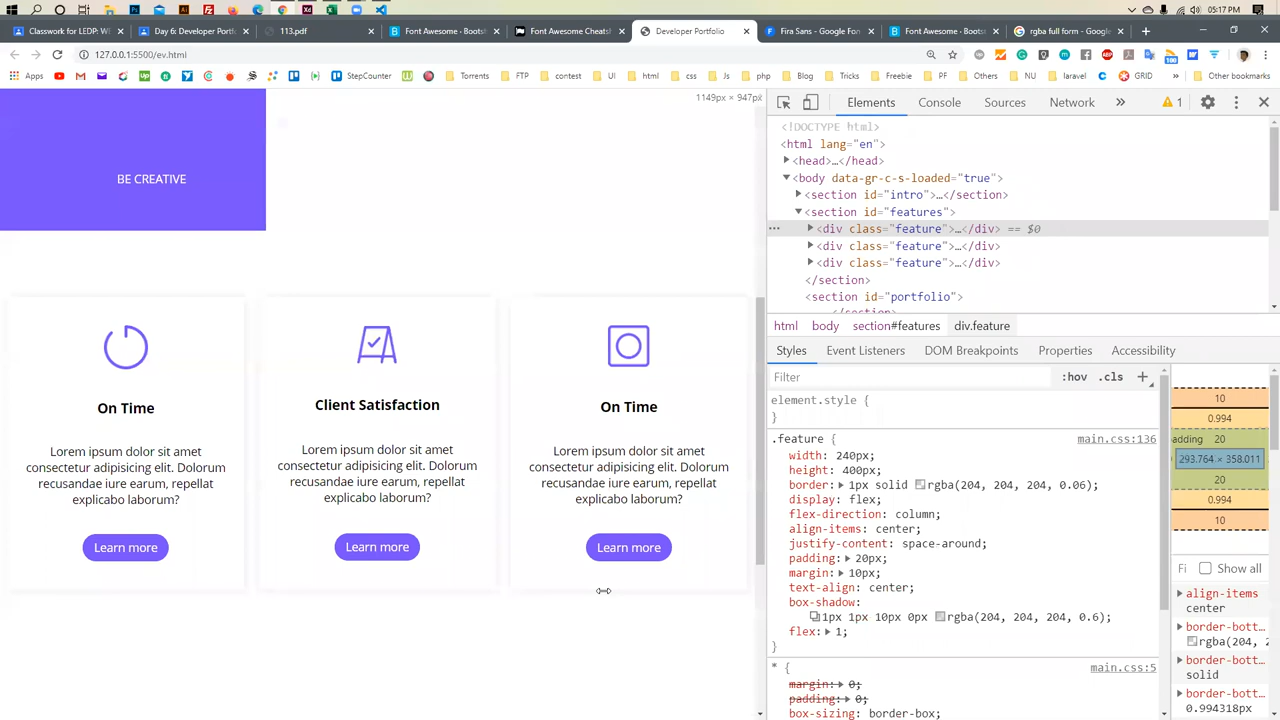 05:17 PM
Classwork for LEDP: W
Day 6: Developer Portfo
113.pdf
Font Awesome - Bootst
Font Awesome Cheatsh
Developer Portfolio
Fira Sans - Google Fon
Font Awesome - Bootst
rgba full form - Google
127.0.0.1:5500/ev.html
Apps
StepCounter
Torrents
FTP
contest
UI
html
css
Js
php
Blog
Tricks
Freebie
PF
Others
NU
laravel
GRID
Other bookmarks
1149px × 947px
BE CREATIVE
On Time
Lorem ipsum dolor sit amet
consectetur adipisicing elit. Dolorum
recusandae iure earum, repellat
explicabo laborum?
Learn more
Client Satisfaction
Lorem ipsum dolor sit amet
consectetur adipisicing elit. Dolorum
recusandae iure earum, repellat
explicabo laborum?
Learn more
On Time
Lorem ipsum dolor sit amet
consectetur adipisicing elit. Dolorum
recusandae iure earum, repellat
explicabo laborum?
Learn more
Elements
Console
Sources
Network
»
1
<!DOCTYPE html>
<html lang="en">
<head>…</head>
<body data-gr-c-s-loaded="true">
<section id="intro">…</section>
<section id="features">
<div class="feature">…</div> == $0
<div class="feature">…</div>
<div class="feature">…</div>
</section>
<section id="portfolio">
</section>
html body section#features div.feature
Styles
Event Listeners
DOM Breakpoints
Properties
Accessibility
Filter
:hov .cls +
element.style {
}
.feature {
main.css:136
width: 240px;
height: 400px;
border: 1px solid rgba(204, 204, 204, 0.06);
display: flex;
flex-direction: column;
align-items: center;
justify-content: space-around;
padding: 20px;
margin: 10px;
text-align: center;
box-shadow:
1px 1px 10px 0px rgba(204, 204, 204, 0.6);
flex: 1;
}
* {
main.css:5
margin: 0;
padding: 0;
box-sizing: border-box;
10
0.994
adding 20
293.764 × 358.011
20
0.994
10
Fi
Show all
align-items
center
border-bott…
rgba(204, 2
border-bott…
solid
border-bott…
0.994318px